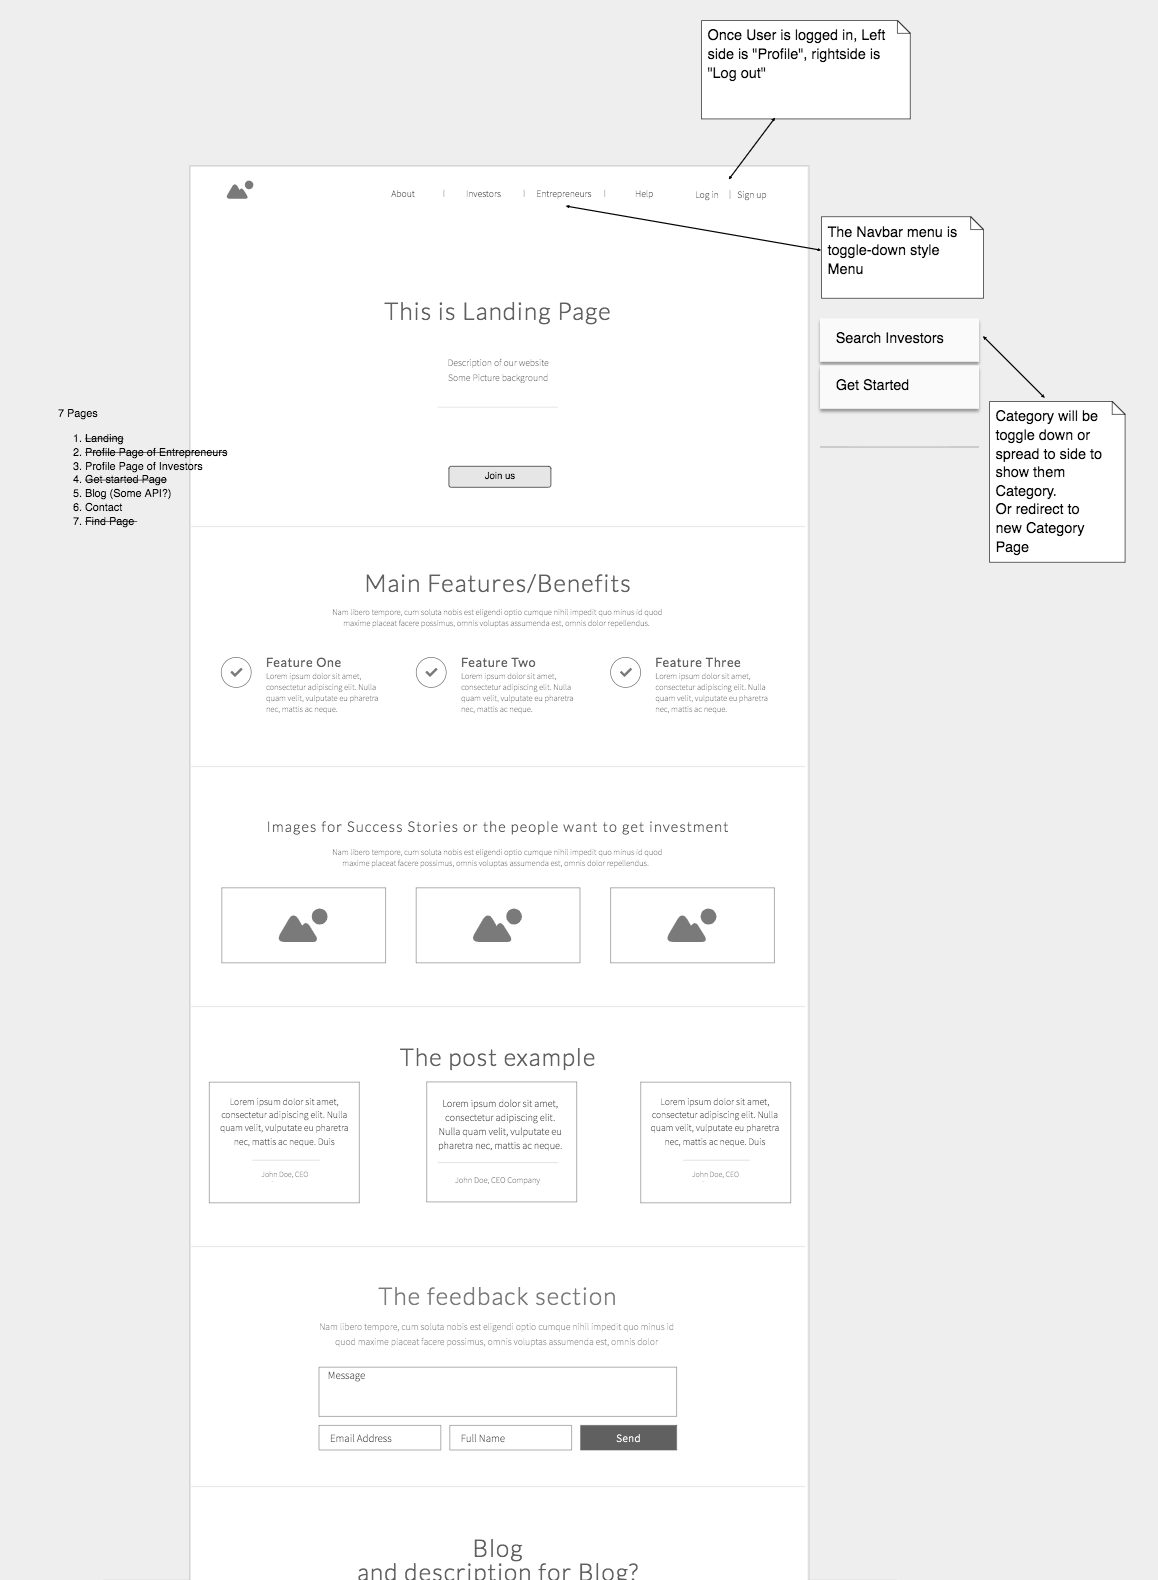 Once User is logged in, Left
side is "Profile", rightside is
"Log out"
About | Investors | Entrepreneurs | Help Log in | Sign up
The Navbar menu is
toggle-down style
Menu
This is Landing Page
Search Investors
Description of our website
Some Picture background
Get Started
Category will be
toggle down or
spread to side to
show them
Category.
Or redirect to
new Category
Page
7 Pages
1. Landing
2. Profile Page of Entrepreneurs
3. Profile Page of Investors
4. Get started Page
5. Blog (Some API?)
6. Contact
7. Find Page
Join us
Main Features/Benefits
Nam libero tempore, cum soluta nobis est eligendi optio cumque nihil impedit quo minus id quod
maxime placeat facere possimus, omnis voluptas assumenda est, omnis dolor repellendus.
Feature One
Lorem ipsum dolor sit amet,
consectetur adipiscing elit. Nulla
quam velit, vulputate eu pharetra
nec, mattis ac neque.
Feature Two
Lorem ipsum dolor sit amet,
consectetur adipiscing elit. Nulla
quam velit, vulputate eu pharetra
nec, mattis ac neque.
Feature Three
Lorem ipsum dolor sit amet,
consectetur adipiscing elit. Nulla
quam velit, vulputate eu pharetra
nec, mattis ac neque.
Images for Success Stories or the people want to get investment
Nam libero tempore, cum soluta nobis est eligendi optio cumque nihil impedit quo minus id quod
maxime placeat facere possimus, omnis voluptas assumenda est, omnis dolor repellendus.
The post example
Lorem ipsum dolor sit amet,
consectetur adipiscing elit. Nulla
quam velit, vulputate eu pharetra
nec, mattis ac neque. Duis
John Doe, CEO
Lorem ipsum dolor sit amet,
consectetur adipiscing elit.
Nulla quam velit, vulputate eu
pharetra nec, mattis ac neque.
John Doe, CEO Company
Lorem ipsum dolor sit amet,
consectetur adipiscing elit. Nulla
quam velit, vulputate eu pharetra
nec, mattis ac neque. Duis
John Doe, CEO
The feedback section
Nam libero tempore, cum soluta nobis est eligendi optio cumque nihil impedit quo minus id
quod maxime placeat facere possimus, omnis voluptas assumenda est, omnis dolor
Message
Email Address
Full Name
Send
Blog
and description for Blog?